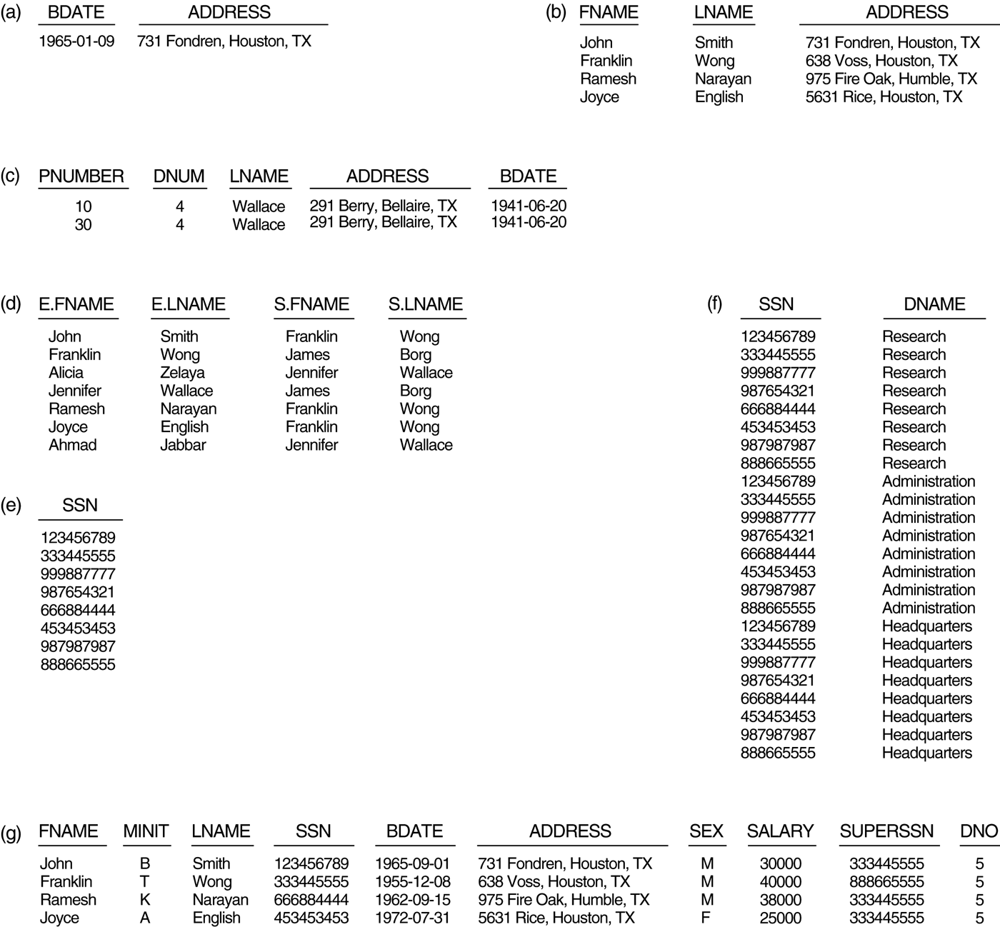 (a) BDATE ADDRESS
1965-01-09 731 Fondren, Houston, TX
(b) FNAME LNAME ADDRESS
John Smith 731 Fondren, Houston, TX
Franklin Wong 638 Voss, Houston, TX
Ramesh Narayan 975 Fire Oak, Humble, TX
Joyce English 5631 Rice, Houston, TX
(c) PNUMBER DNUM LNAME ADDRESS BDATE
10 4 Wallace 291 Berry, Bellaire, TX 1941-06-20
30 4 Wallace 291 Berry, Bellaire, TX 1941-06-20
(d) E.FNAME E.LNAME S.FNAME S.LNAME
John Smith Franklin Wong
Franklin Wong James Borg
Alicia Zelaya Jennifer Wallace
Jennifer Wallace James Borg
Ramesh Narayan Franklin Wong
Joyce English Franklin Wong
Ahmad Jabbar Jennifer Wallace
(e) SSN
123456789
333445555
999887777
987654321
666884444
453453453
987987987
888665555
(f) SSN DNAME
123456789 Research
333445555 Research
999887777 Research
987654321 Research
666884444 Research
453453453 Research
987987987 Research
888665555 Research
123456789 Administration
333445555 Administration
999887777 Administration
987654321 Administration
666884444 Administration
453453453 Administration
987987987 Administration
888665555 Administration
123456789 Headquarters
333445555 Headquarters
999887777 Headquarters
987654321 Headquarters
666884444 Headquarters
453453453 Headquarters
987987987 Headquarters
888665555 Headquarters
(g) FNAME MINIT LNAME SSN BDATE ADDRESS SEX SALARY SUPERSSN DNO
John B Smith 123456789 1965-09-01 731 Fondren, Houston, TX M 30000 333445555 5
Franklin T Wong 333445555 1955-12-08 638 Voss, Houston, TX M 40000 888665555 5
Ramesh K Narayan 666884444 1962-09-15 975 Fire Oak, Humble, TX M 38000 333445555 5
Joyce A English 453453453 1972-07-31 5631 Rice, Houston, TX F 25000 333445555 5